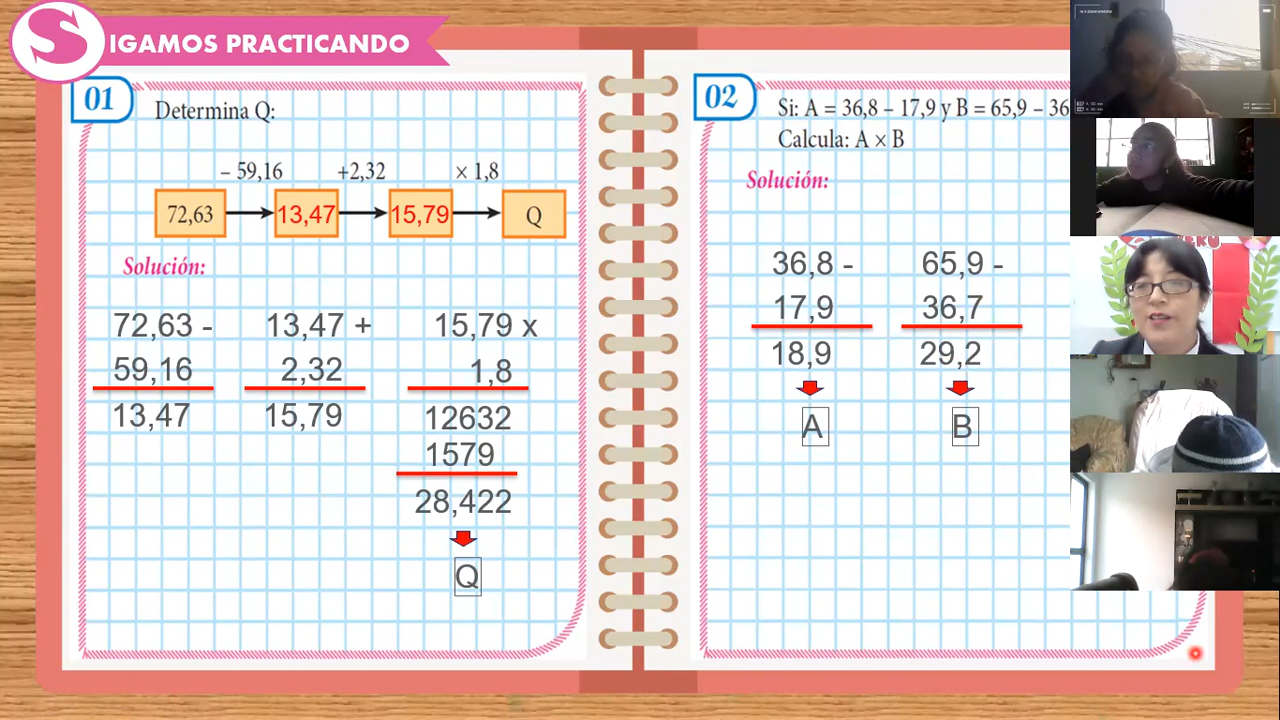 SIGAMOS PRACTICANDO
01
Determina Q:
– 59,16 +2,32 × 1,8
72,63 13,47 15,79 Q
Solución:
72,63 - 13,47 + 15,79 x
59,16 2,32 1,8
13,47 15,79 12632
1579
28,422
Q
02
Si: A = 36,8 – 17,9 y B = 65,9 – 36
Calcula: A × B
Solución:
36,8 - 65,9 -
17,9 36,7
18,9 29,2
A B